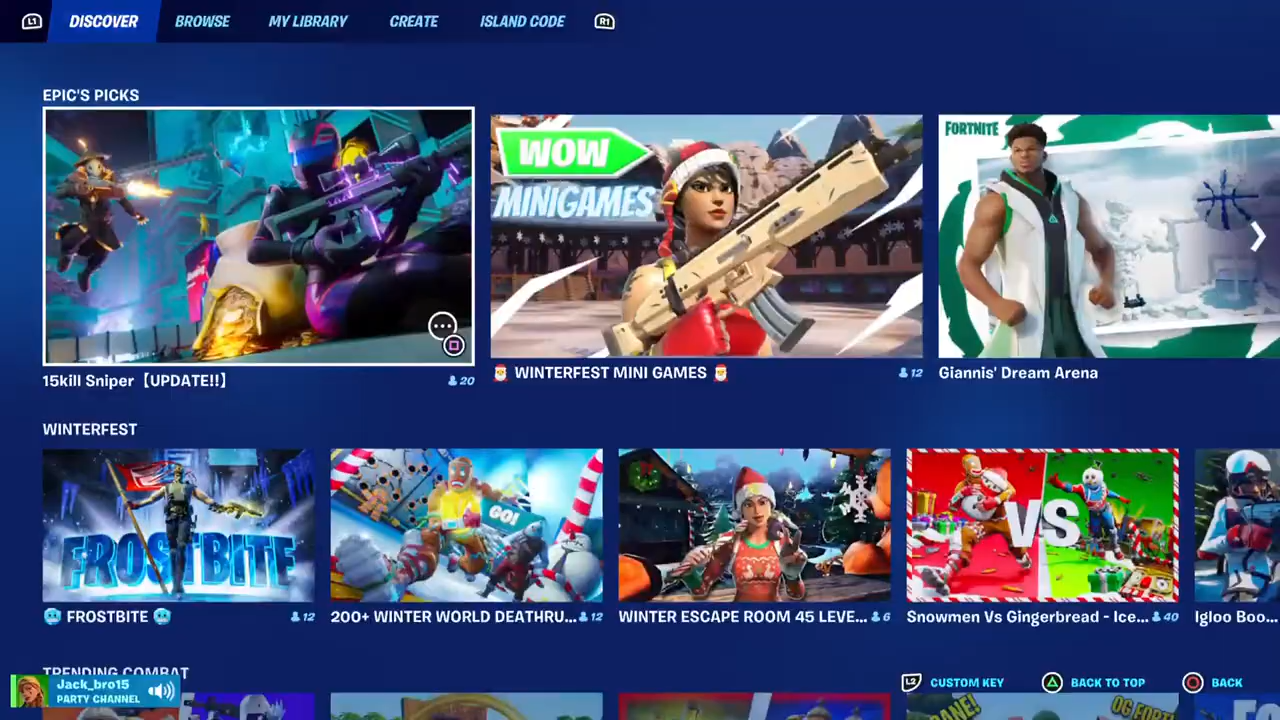 L1 DISCOVER BROWSE MY LIBRARY CREATE ISLAND CODE R1
EPIC'S PICKS
WOW
MINIGAMES
FORTNITE
15kill Sniper【UPDATE!!】 20
🎅 WINTERFEST MINI GAMES 🎅 12
Giannis' Dream Arena
WINTERFEST
FROSTBITE
GO!
VS
🥶 FROSTBITE 🥶 12
200+ WINTER WORLD DEATHRU... 12
WINTER ESCAPE ROOM 45 LEVE... 6
Snowmen Vs Gingerbread - Ice... 40
Igloo Boo...
TRENDING COMBAT
Jack_bro15
PARTY CHANNEL
L2 CUSTOM KEY BACK TO TOP BACK